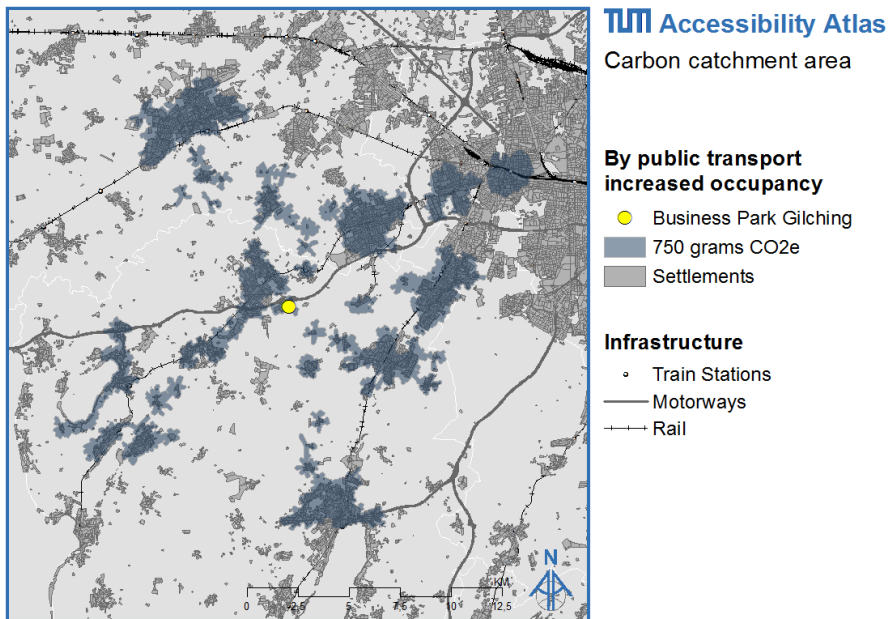 TUM Accessibility Atlas
Carbon catchment area
By public transport
increased occupancy
Business Park Gilching
750 grams CO2e
Settlements
Infrastructure
Train Stations
Motorways
Rail
N
KM
0 2,5 5 7,5 10 12,5